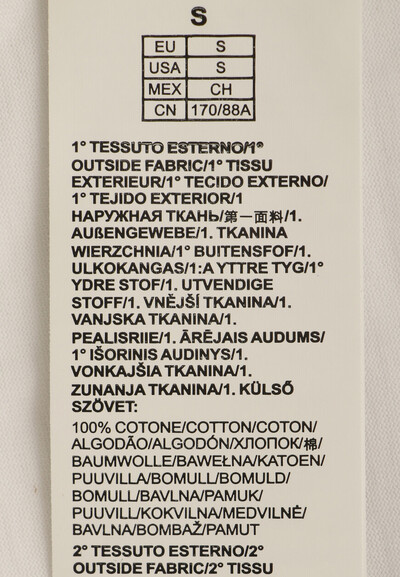 S
EU S
USA S
MEX CH
CN 170/88A
1° TESSUTO ESTERNO/1°
OUTSIDE FABRIC/1° TISSU
EXTERIEUR/1° TECIDO EXTERNO/
1° TEJIDO EXTERIOR/1
НАРУЖНАЯ ТКАНЬ/第一面料/1.
AUßENGEWEBE/1. TKANINA
WIERZCHNIA/1° BUITENSFOF/1.
ULKOKANGAS/1:A YTTRE TYG/1°
YDRE STOF/1. UTVENDIGE
STOFF/1. VNĚJŠÍ TKANINA/1.
VANJSKA TKANINA/1.
PEALISRIIE/1. ĀRĒJAIS AUDUMS/
1° IŠORINIS AUDINYS/1.
VONKAJŠIA TKANINA/1.
ZUNANJA TKANINA/1. KÜLSŐ
SZÖVET:
100% COTONE/COTTON/COTON/
ALGODÃO/ALGODÓN/ХЛОПОК/棉/
BAUMWOLLE/BAWEŁNA/KATOEN/
PUUVILLA/BOMULL/BOMULD/
BOMULL/BAVLNA/PAMUK/
PUUVILL/KOKVILNA/MEDVILNĖ/
BAVLNA/BOMBAŽ/PAMUT
2° TESSUTO ESTERNO/2°
OUTSIDE FABRIC/2° TISSU